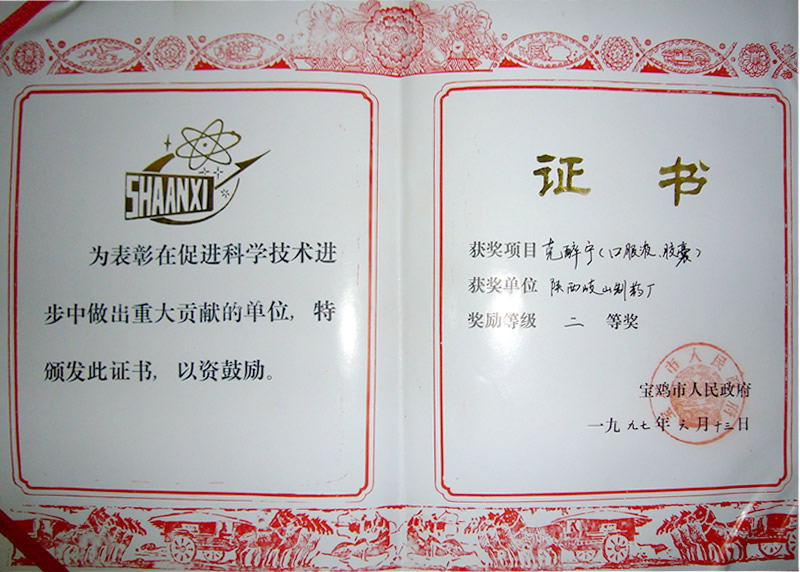 SHAANXI
为表彰在促进科学技术进
步中做出重大贡献的单位,特
颁发此证书,以资鼓励。
证书
获奖项目 克醉宁(口服液、胶囊)
获奖单位 陕西岐山制药厂
奖励等级 二 等奖
宝鸡市人民政府
一九九七年六月十三日